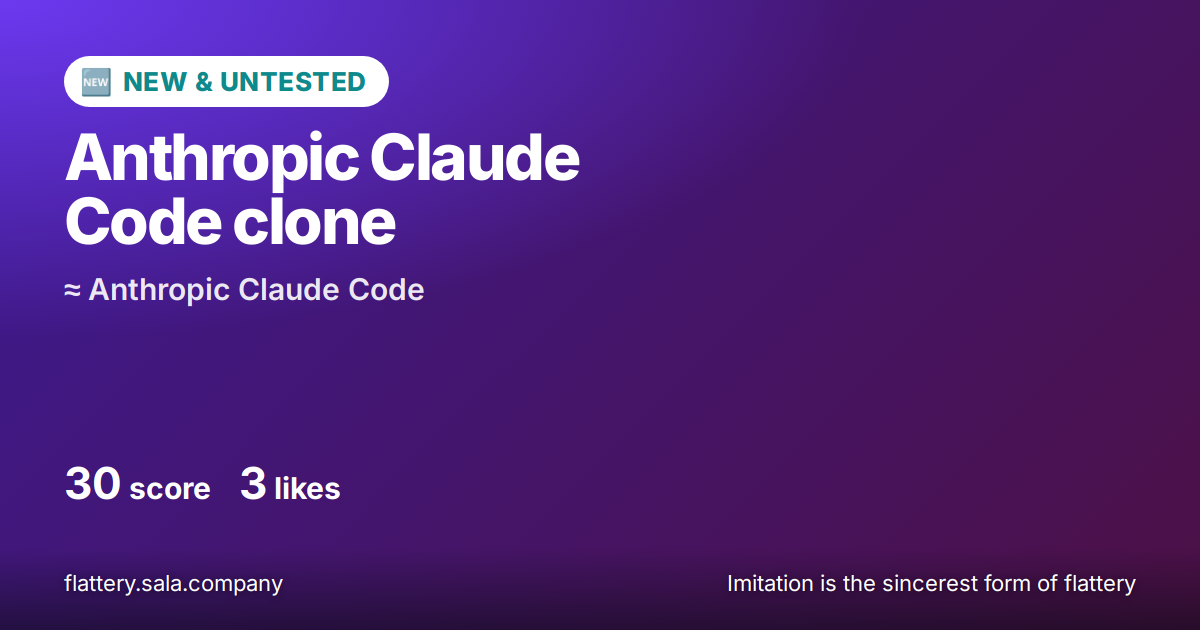 🆕 NEW & UNTESTED
Anthropic Claude
Code clone
≈ Anthropic Claude Code
30 score 3 likes
flattery.sala.company
Imitation is the sincerest form of flattery